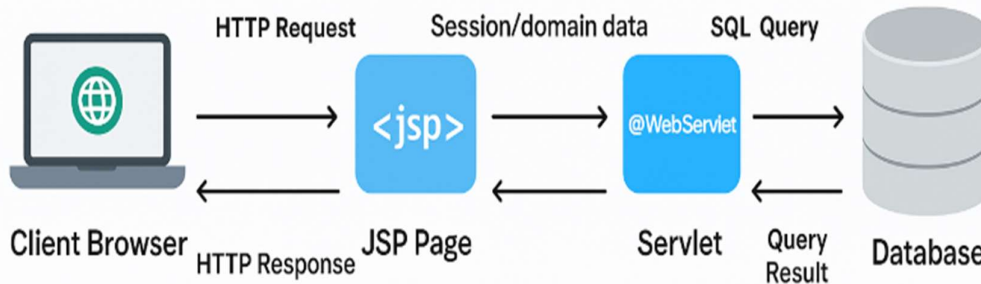 HTTP Request
Session/domain data
SQL Query
<jsp>
@WebServlet
Client Browser
JSP Page
Servlet
Database
HTTP Response
Query
Result